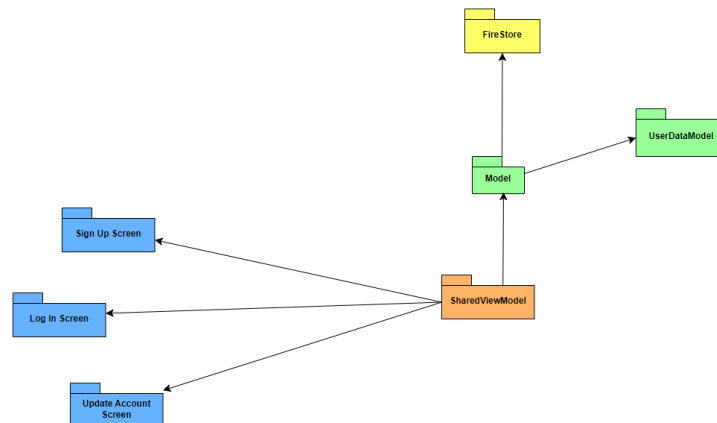 FireStore
UserDataModel
Model
Sign Up Screen
SharedViewModel
Log In Screen
Update Account
Screen